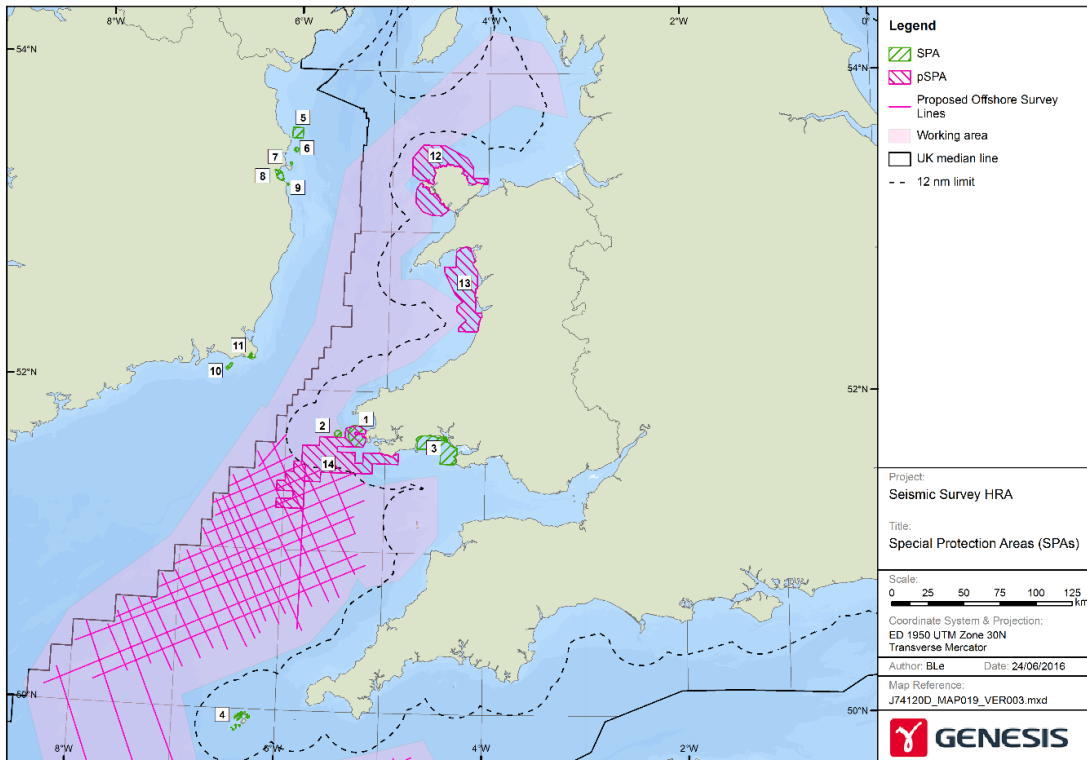 8°W
6°W
4°W
2°W
54°N
54°N
5
6
7
8
9
12
13
11
10
52°N
52°N
1
2
3
14
4
50°N
50°N
8°W
6°W
4°W
2°W
Legend
SPA
pSPA
Proposed Offshore Survey
Lines
Working area
UK median line
12 nm limit
Project:
Seismic Survey HRA
Title:
Special Protection Areas (SPAs)
Scale:
0 25 50 75 100 125
km
Coordinate System & Projection:
ED 1950 UTM Zone 30N
Transverse Mercator
Author: BLe Date: 24/06/2016
Map Reference:
J74120D_MAP019_VER003.mxd
GENESIS